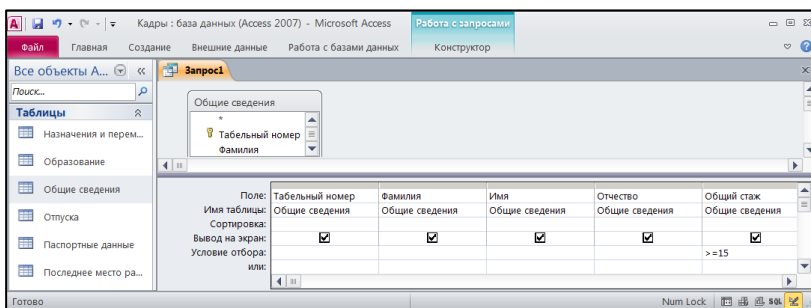 Кадры : база данных (Access 2007) - Microsoft Access
Работа с запросами
Файл Главная Создание Внешние данные Работа с базами данных Конструктор
Все объекты A...
Запрос1
Поиск...
Таблицы
Назначения и перем...
Образование
Общие сведения
Отпуска
Паспортные данные
Последнее место ра...
Общие сведения
*
Табельный номер
Фамилия
Поле: Табельный номер Фамилия Имя Отчество Общий стаж
Имя таблицы: Общие сведения Общие сведения Общие сведения Общие сведения Общие сведения
Сортировка:
Вывод на экран:
Условие отбора: >=15
или:
Готово Num Lock SQL